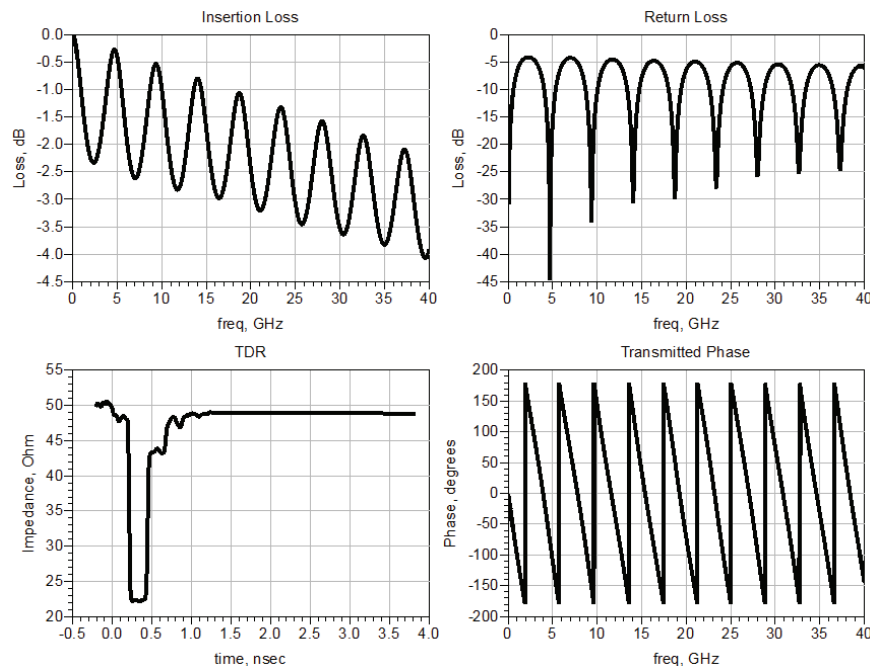 Insertion Loss
0.0
-0.5
-1.0
-1.5
-2.0
-2.5
-3.0
-3.5
-4.0
-4.5
Loss, dB
0 5 10 15 20 25 30 35 40
freq, GHz
Return Loss
0
-5
-10
-15
-20
-25
-30
-35
-40
-45
Loss, dB
0 5 10 15 20 25 30 35 40
freq, GHz
TDR
55
50
45
40
35
30
25
20
Impedance, Ohm
-0.5 0.0 0.5 1.0 1.5 2.0 2.5 3.0 3.5 4.0
time, nsec
Transmitted Phase
200
150
100
50
0
-50
-100
-150
-200
Phase, degrees
0 5 10 15 20 25 30 35 40
freq, GHz